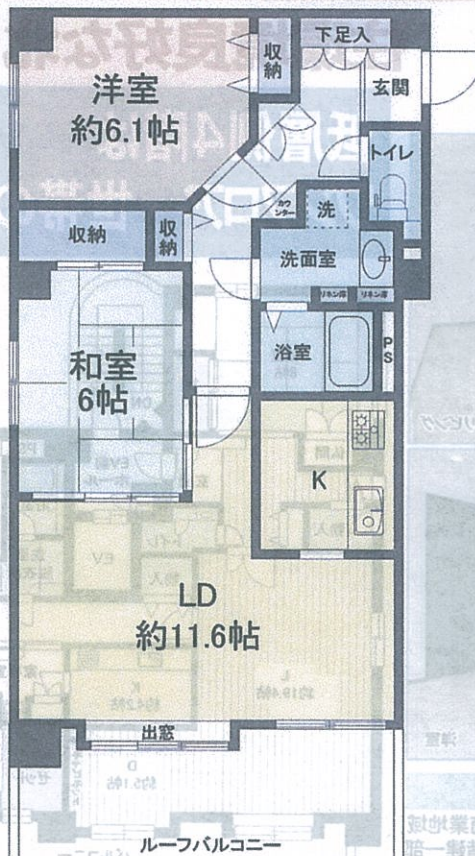 下足入
収納
玄関
洋室
約6.1帖
トイレ
カウンター
洗
収納
収納
洗面室
リネン庫
リネン庫
和室
6帖
浴室
PS
K
LD
約11.6帖
出窓
ルーフバルコニー